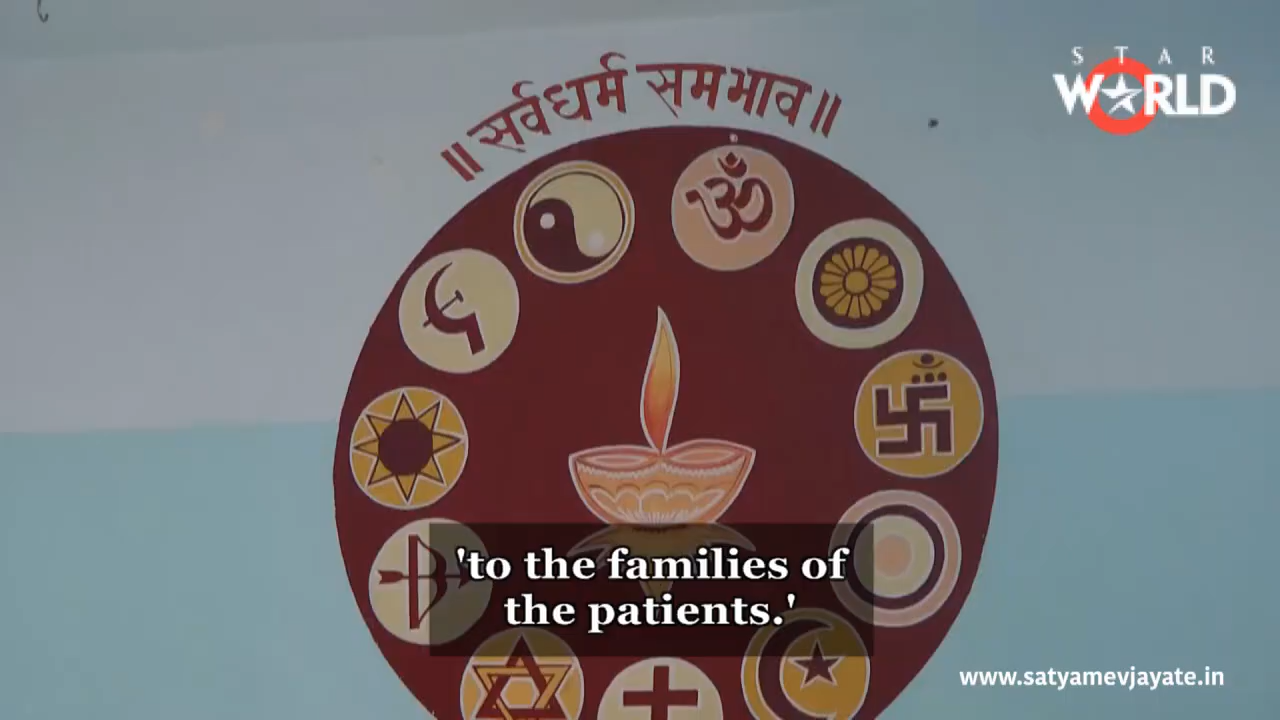 STAR
WORLD
॥ सर्वधर्म समभाव ॥
'to the families of
the patients.'
www.satyamevjayate.in